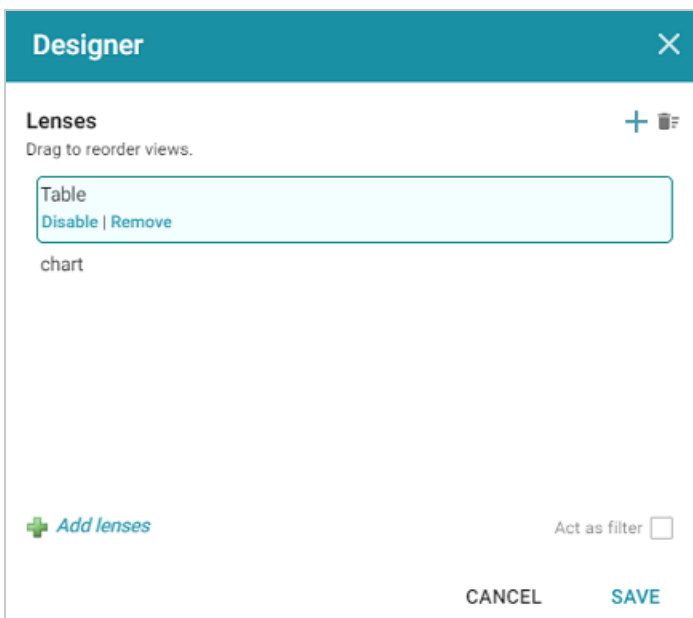 Designer
Lenses
Drag to reorder views.
Table
Disable | Remove
chart
Add lenses
Act as filter
CANCEL SAVE